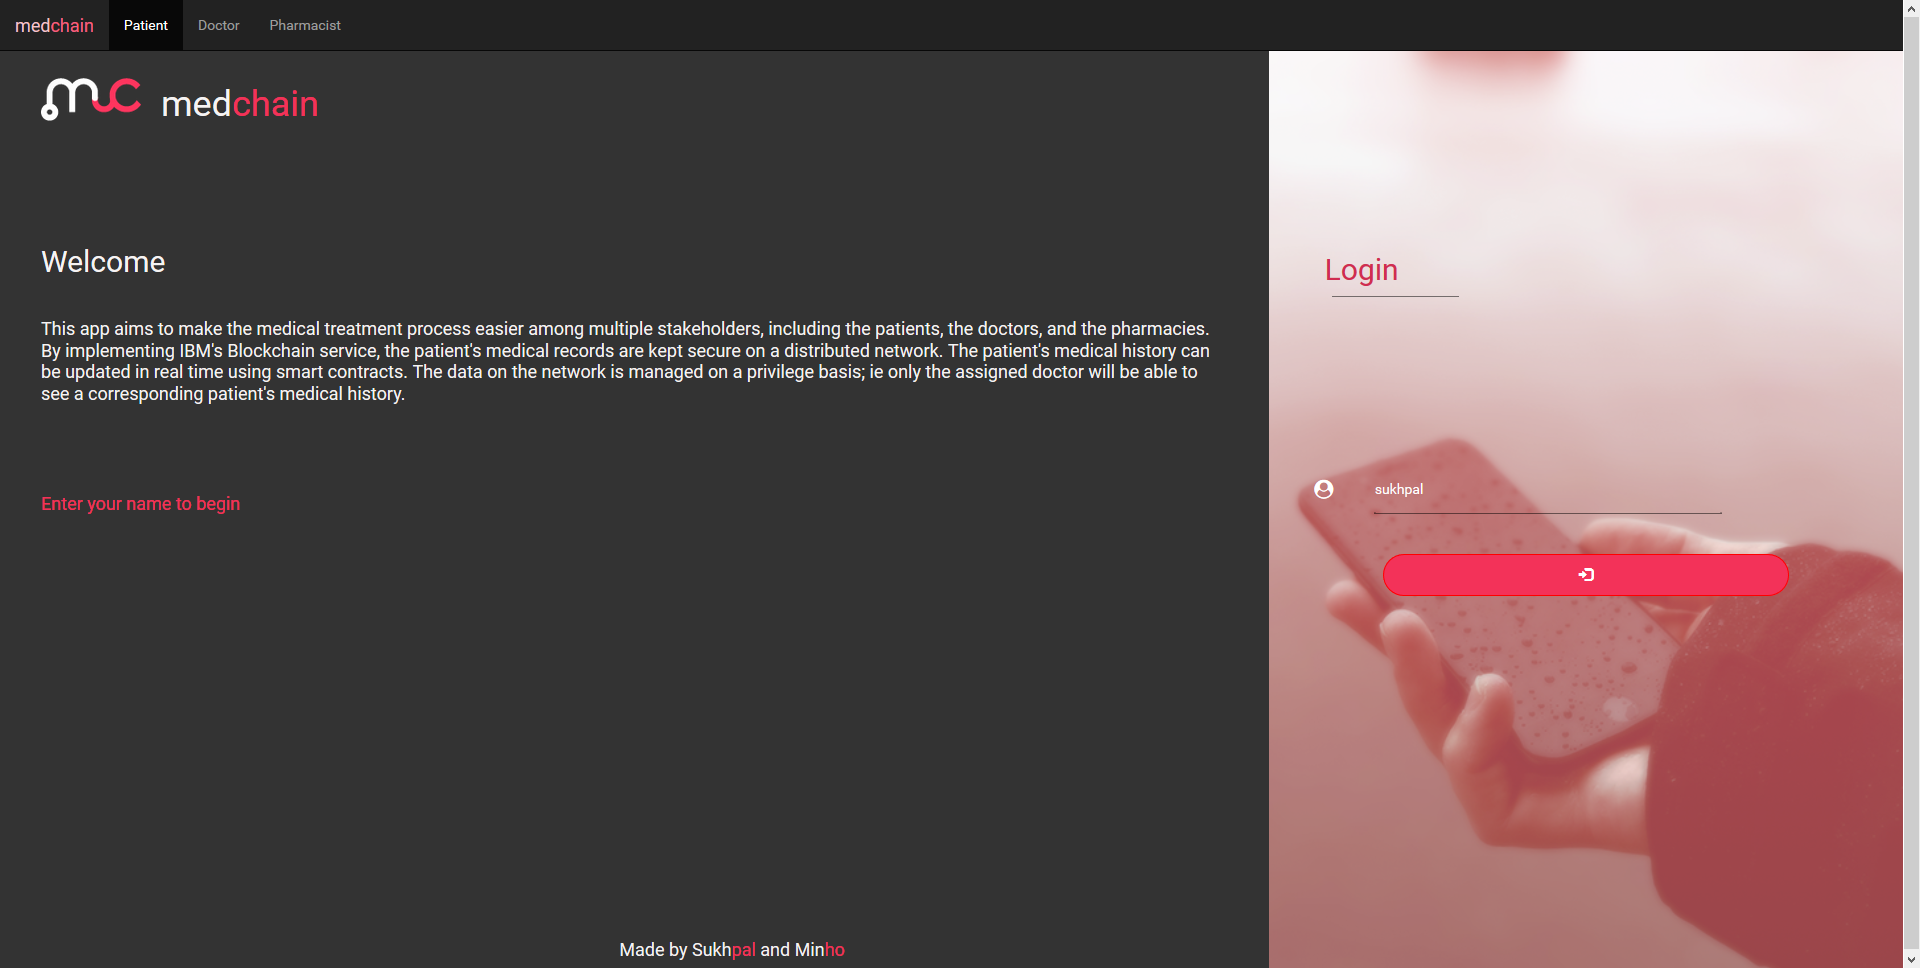 medchain
Patient
Doctor
Pharmacist
mc medchain
Welcome
This app aims to make the medical treatment process easier among multiple stakeholders, including the patients, the doctors, and the pharmacies.
By implementing IBM's Blockchain service, the patient's medical records are kept secure on a distributed network. The patient's medical history can
be updated in real time using smart contracts. The data on the network is managed on a privilege basis; ie only the assigned doctor will be able to
see a corresponding patient's medical history.
Enter your name to begin
Made by Sukhpal and Minho
Login
sukhpal